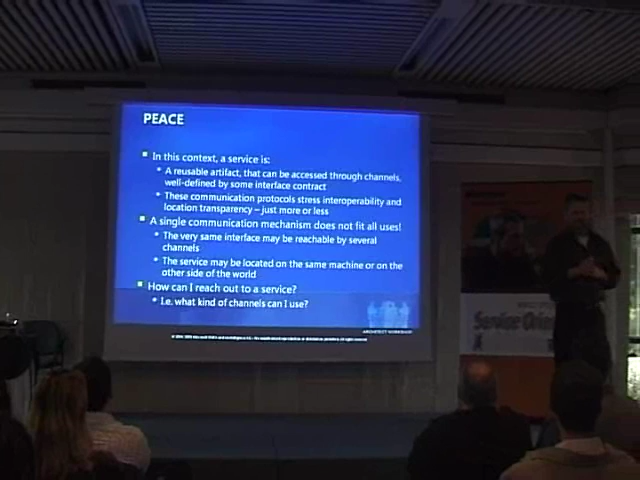 PEACE
In this context, a service is:
A reusable artifact, that can be accessed through channels,
well-defined by some interface contract
These communication protocols stress interoperability and
location transparency – just more or less
A single communication mechanism does not fit all uses!
The very same interface may be reachable by several
channels
The service may be located on the same machine or on the
other side of the world
How can I reach out to a service?
I.e. what kind of channels can I use?
ARCHITECT WORKSHOP
Service Orie